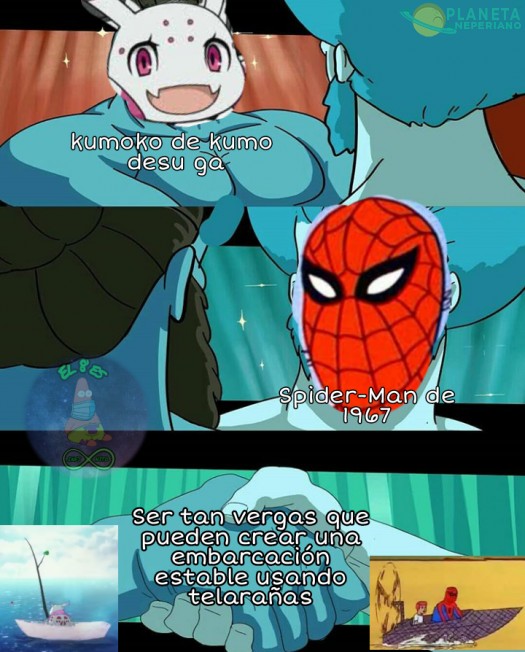 PLANETA
NEPERIANO
kumoko de kumo
desu ga
EL 8 ES
Spider-Man de
1967
Ser tan vergas que
pueden crear una
embarcación
estable usando
telarañas